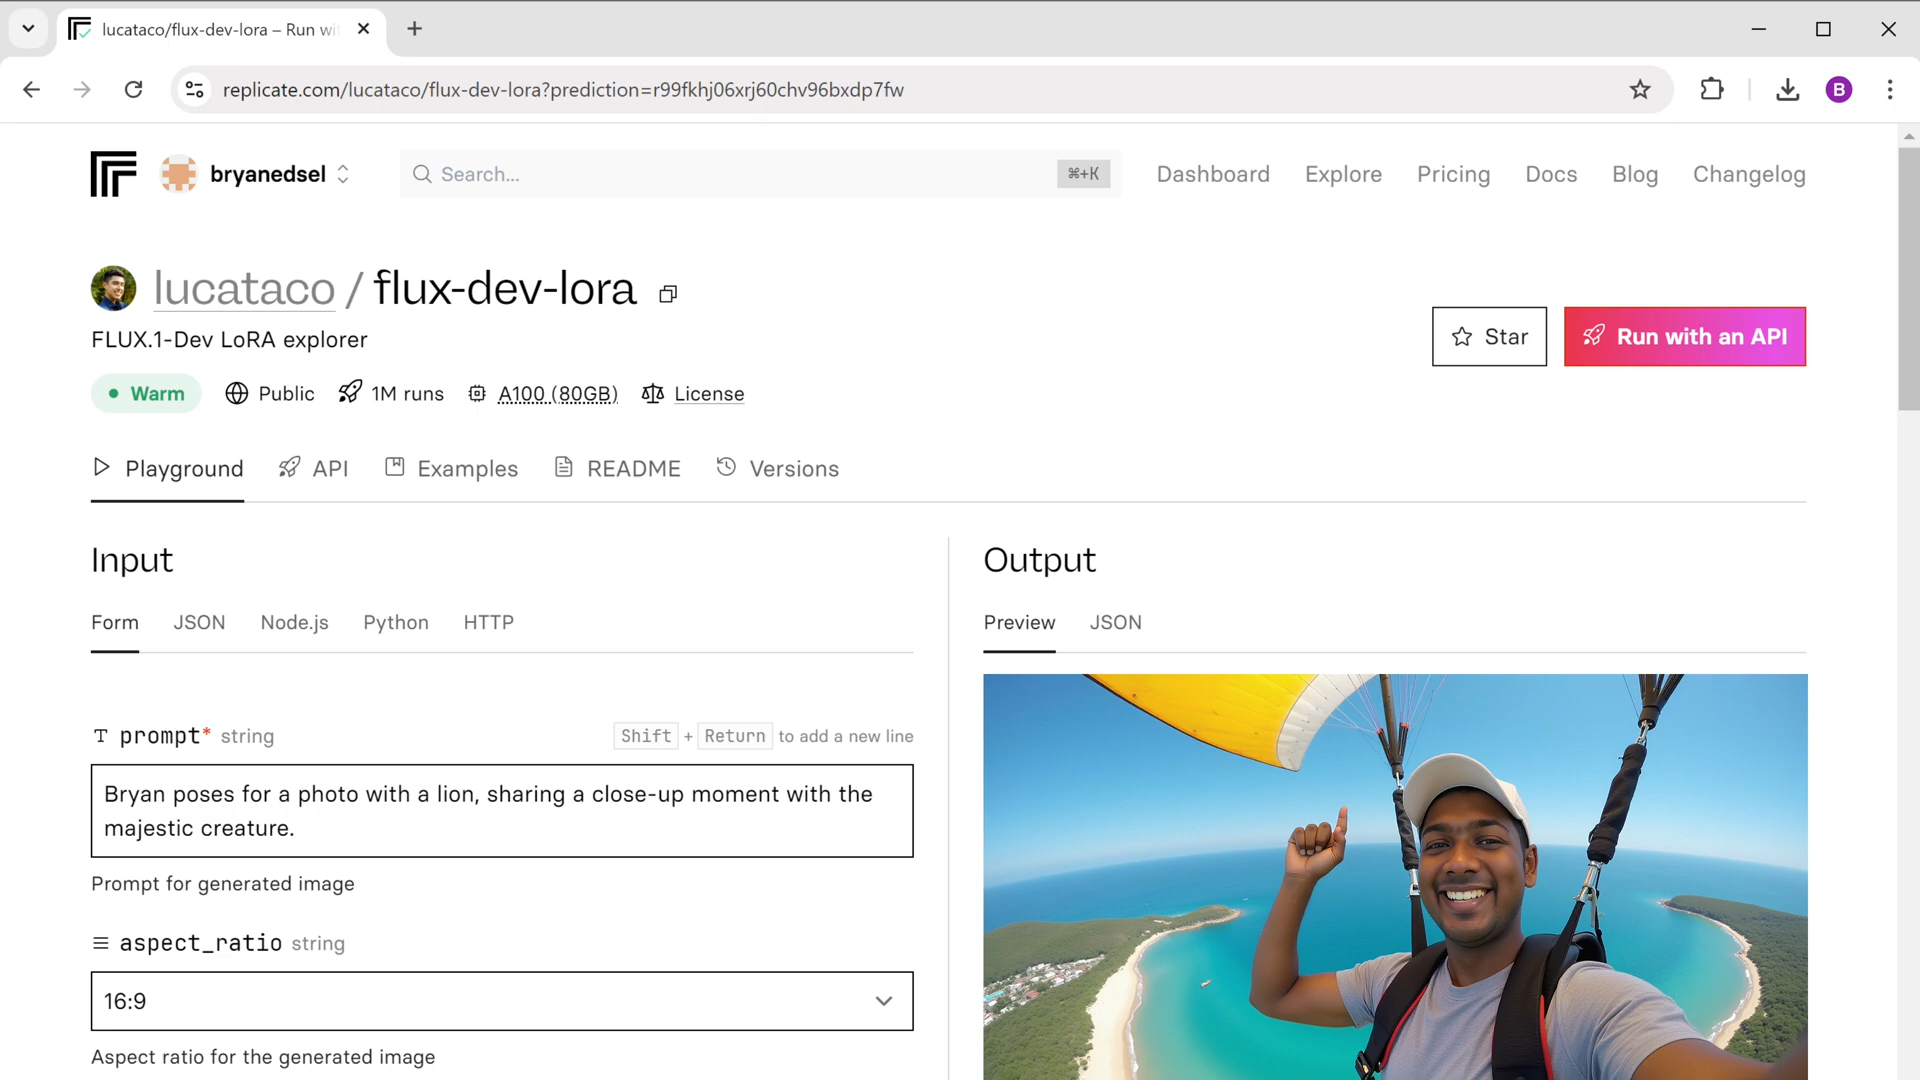 lucataco/flux-dev-lora – Run wit
replicate.com/lucataco/flux-dev-lora?prediction=r99fkhj06xrj60chv96bxdp7fw
B
bryanedsel
Search...
⌘+K
Dashboard
Explore
Pricing
Docs
Blog
Changelog
lucataco / flux-dev-lora
FLUX.1-Dev LoRA explorer
Star
Run with an API
Warm
Public
1M runs
A100 (80GB)
License
Playground
API
Examples
README
Versions
Input
Form
JSON
Node.js
Python
HTTP
prompt* string
Shift + Return to add a new line
Bryan poses for a photo with a lion, sharing a close-up moment with the
majestic creature.
Prompt for generated image
aspect_ratio string
16:9
Aspect ratio for the generated image
Output
Preview
JSON